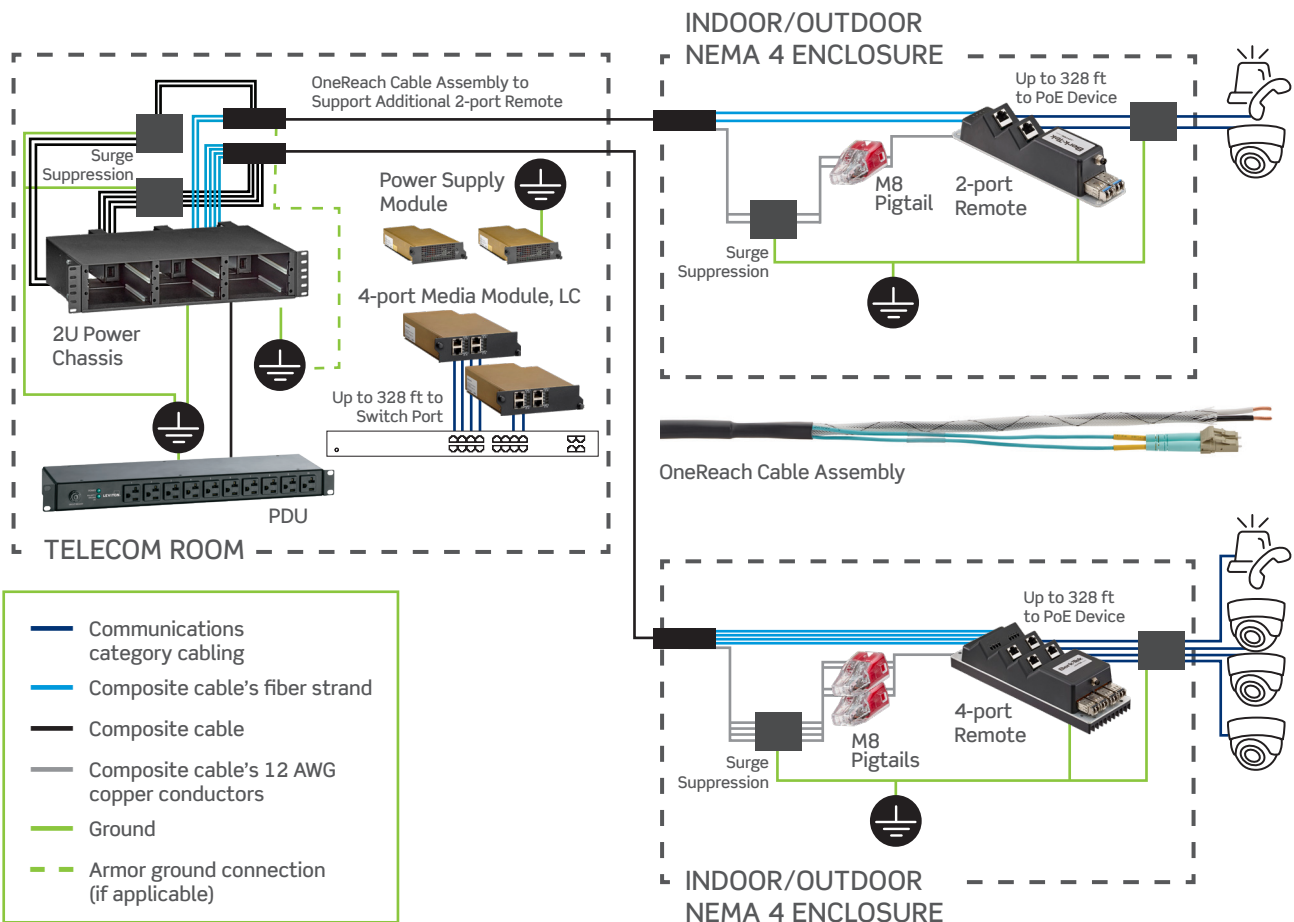 INDOOR/OUTDOOR
NEMA 4 ENCLOSURE
OneReach Cable Assembly to
Support Additional 2-port Remote
Up to 328 ft
to PoE Device
Surge
Suppression
Power Supply
Module
M8
Pigtail
2-port
Remote
Surge
Suppression
4-port Media Module, LC
2U Power
Chassis
Up to 328 ft to
Switch Port
OneReach Cable Assembly
PDU
TELECOM ROOM
Communications
category cabling
Composite cable's fiber strand
Composite cable
Composite cable's 12 AWG
copper conductors
Ground
Armor ground connection
(if applicable)
Up to 328 ft
to PoE Device
4-port
Remote
M8
Pigtails
Surge
Suppression
INDOOR/OUTDOOR
NEMA 4 ENCLOSURE